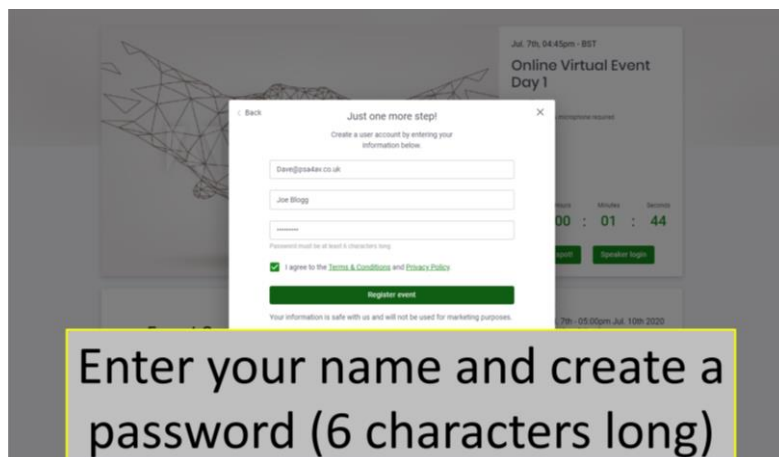 Jul. 7th, 04:45pm - BST
Online Virtual Event
Day 1
microphone required
Back
Just one more step!
Create a user account by entering your
information below.
Dave@psa4av.co.uk
Joe Blogg
Password must be at least 6 characters long
I agree to the Terms & Conditions and Privacy Policy.
Register event
Your information is safe with us and will not be used for marketing purposes.
Minutes Seconds
00 : 01 : 44
Speaker login
7th - 05:00pm Jul. 10th 2020
Enter your name and create a
password (6 characters long)